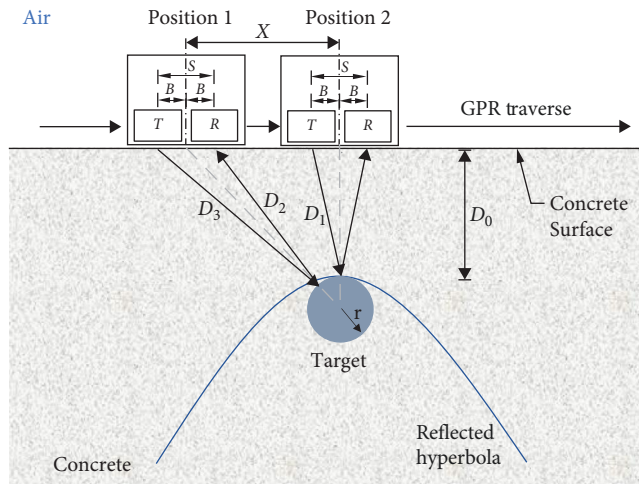 Air
Position 1
Position 2
X
S
S
B
B
B
B
T
R
T
R
GPR traverse
D3
D2
D1
D0
Concrete
Surface
r
Target
Concrete
Reflected
hyperbola